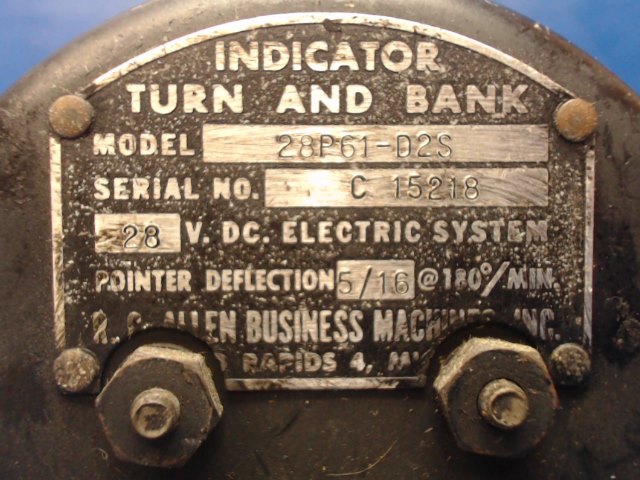 INDICATOR
TURN AND BANK
MODEL 28P61-D2S
SERIAL NO. C 15218
28 V. DC. ELECTRIC SYSTEM
POINTER DEFLECTION 5/16 @ 180°/MIN.
R. C. ALLEN BUSINESS MACHINES, INC.
RAPIDS 4,